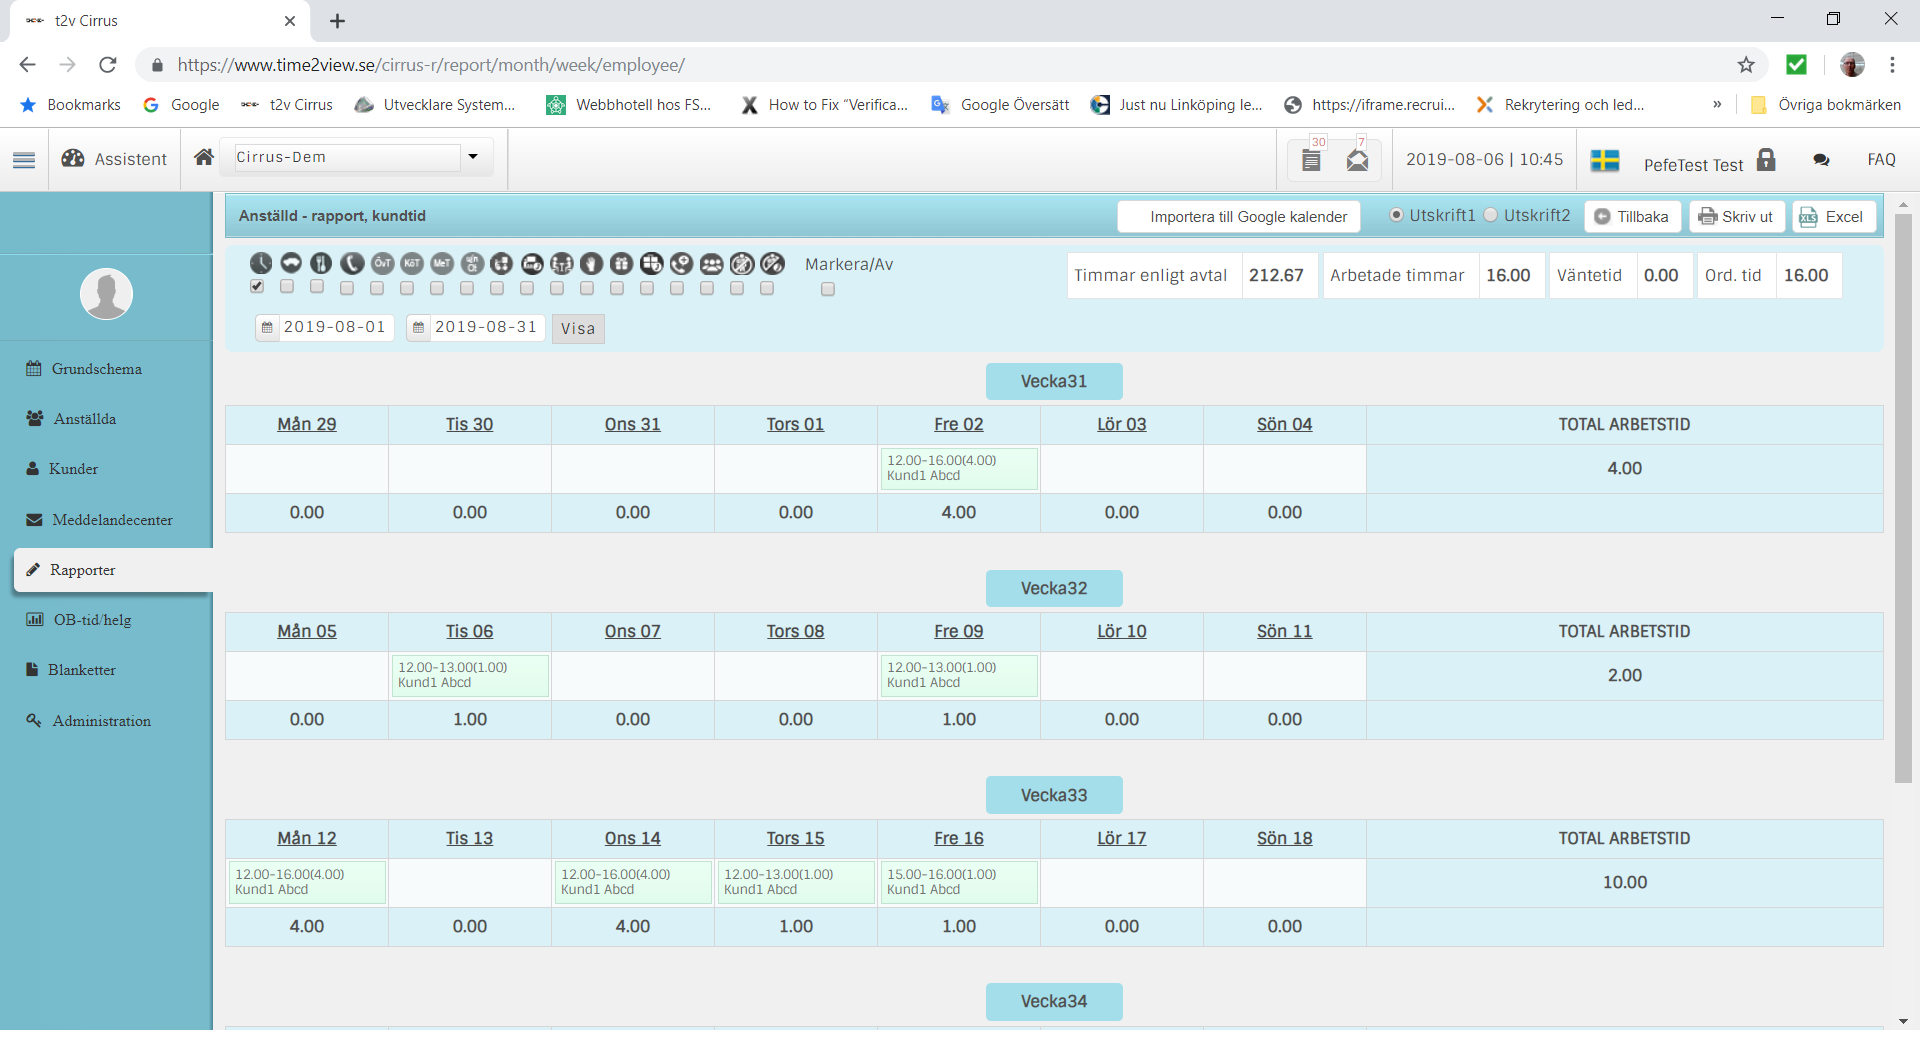 t2v Cirrus
https://www.time2view.se/cirrus-r/report/month/week/employee/
Bookmarks Google t2v Cirrus Utvecklare System... Webbhotell hos FS... How to Fix “Verifica... Google Översätt Just nu Linköping le... https://iframe.recrui... Rekrytering och led... » Övriga bokmärken
Assistent Cirrus-Dem 30 7 2019-08-06 | 10:45 PefeTest Test FAQ
Anställd - rapport, kundtid Importera till Google kalender Utskrift1 Utskrift2 Tillbaka Skriv ut XLS Excel
ÖvT KöT MeT Markera/Av Timmar enligt avtal 212.67 Arbetade timmar 16.00 Väntetid 0.00 Ord. tid 16.00
2019-08-01 2019-08-31 Visa
Grundschema
Anställda
Kunder
Meddelandecenter
Rapporter
OB-tid/helg
Blanketter
Administration
Vecka31
Mån 29 Tis 30 Ons 31 Tors 01 Fre 02 Lör 03 Sön 04 TOTAL ARBETSTID
12.00-16.00(4.00)
Kund1 Abcd
4.00
0.00 0.00 0.00 0.00 4.00 0.00 0.00
Vecka32
Mån 05 Tis 06 Ons 07 Tors 08 Fre 09 Lör 10 Sön 11 TOTAL ARBETSTID
12.00-13.00(1.00) 12.00-13.00(1.00)
Kund1 Abcd Kund1 Abcd
2.00
0.00 1.00 0.00 0.00 1.00 0.00 0.00
Vecka33
Mån 12 Tis 13 Ons 14 Tors 15 Fre 16 Lör 17 Sön 18 TOTAL ARBETSTID
12.00-16.00(4.00) 12.00-16.00(4.00) 12.00-13.00(1.00) 15.00-16.00(1.00)
Kund1 Abcd Kund1 Abcd Kund1 Abcd Kund1 Abcd
10.00
4.00 0.00 4.00 1.00 1.00 0.00 0.00
Vecka34